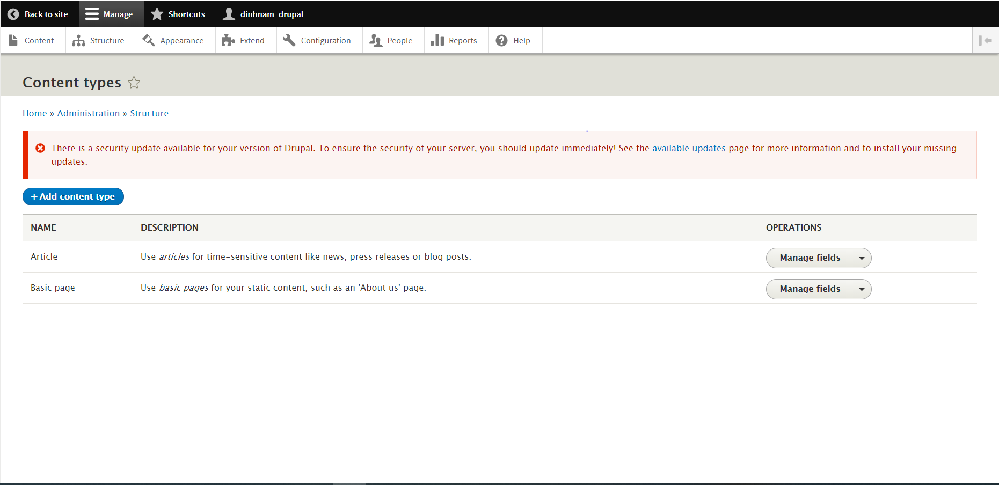 Back to site Manage Shortcuts dinhnam_drupal
Content Structure Appearance Extend Configuration People Reports Help
Content types
Home » Administration » Structure
There is a security update available for your version of Drupal. To ensure the security of your server, you should update immediately! See the available updates page for more information and to install your missing
updates.
+ Add content type
NAME DESCRIPTION OPERATIONS
Article Use articles for time-sensitive content like news, press releases or blog posts. Manage fields
Basic page Use basic pages for your static content, such as an 'About us' page. Manage fields